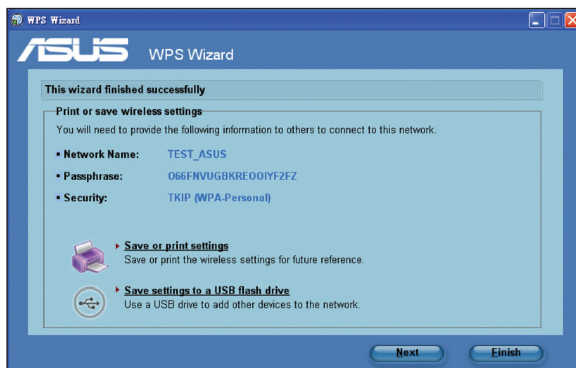 WPS Wizard
ASUS WPS Wizard
This wizard finished successfully
Print or save wireless settings
You will need to provide the following information to others to connect to this network.
▪ Network Name: TEST_ASUS
▪ Passphrase: O66FNVUGBKREOOIYF2FZ
▪ Security: TKIP (WPA-Personal)
Save or print settings
Save or print the wireless settings for future reference.
Save settings to a USB flash drive
Use a USB drive to add other devices to the network.
Next Finish